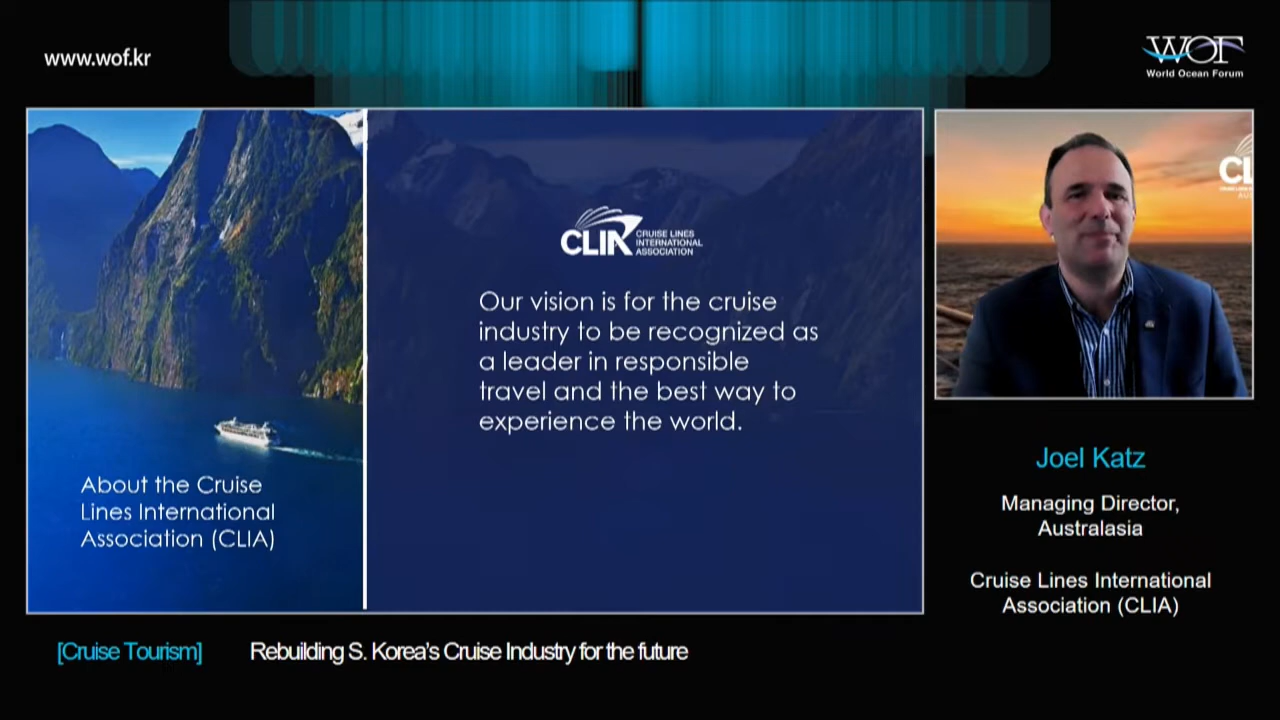 www.wof.kr
WOF
World Ocean Forum
CLIA
CRUISE LINES
INTERNATIONAL
ASSOCIATION
Our vision is for the cruise
industry to be recognized as
a leader in responsible
travel and the best way to
experience the world.
About the Cruise
Lines International
Association (CLIA)
CL
Joel Katz
Managing Director,
Australasia
Cruise Lines International
Association (CLIA)
[Cruise Tourism] Rebuilding S. Korea's Cruise Industry for the future